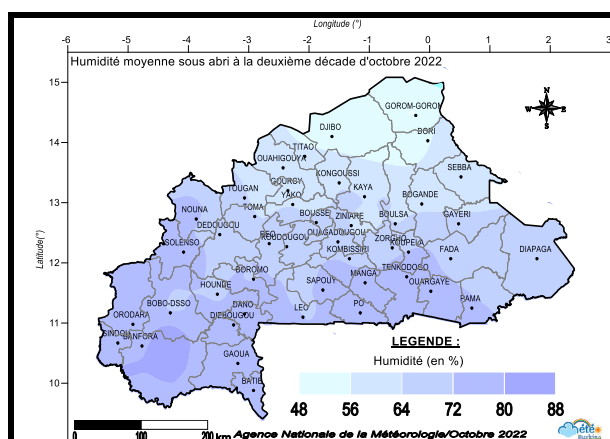 Longitude (°)
-6 -5 -4 -3 -2 -1 0 1 2 3
Humidité moyenne sous abri à la deuxième décade d'octobre 2022
15
GOROM-GOROM
N
W E
S
DJIBO
DORI
14
TITAO
OUAHIGOUYA
KONGOUSSI
SEBBA
GOURCY
TOUGAN
KAYA
YAKO
BOGANDE
13
NOUNA
TOMA
BOUSSE
ZINIARE
BOULSA
GAYERI
DEDOUGOU
OUAGADOUGOU
REO
KOUDOUGOU
ZORGHO
KOUPELA
SOLENSO
KOMBISSIRI
FADA
DIAPAGA
Latitude(°)
12
TENKODOGO
BOROMO
MANGA
HOUNDE
SAPOUY
OUARGAYE
BOBO-DSSO
DANO
PAMA
ORODARA
LEO
PO
DIEBOUGOU
11
SINDOU
BANFORA
LEGENDE :
GAOUA
Humidité (en %)
10
BATIE
48 56 64 72 80 88
0 100 200 km
Agence Nationale de la Météorologie/Octobre 2022
météo
Burkina